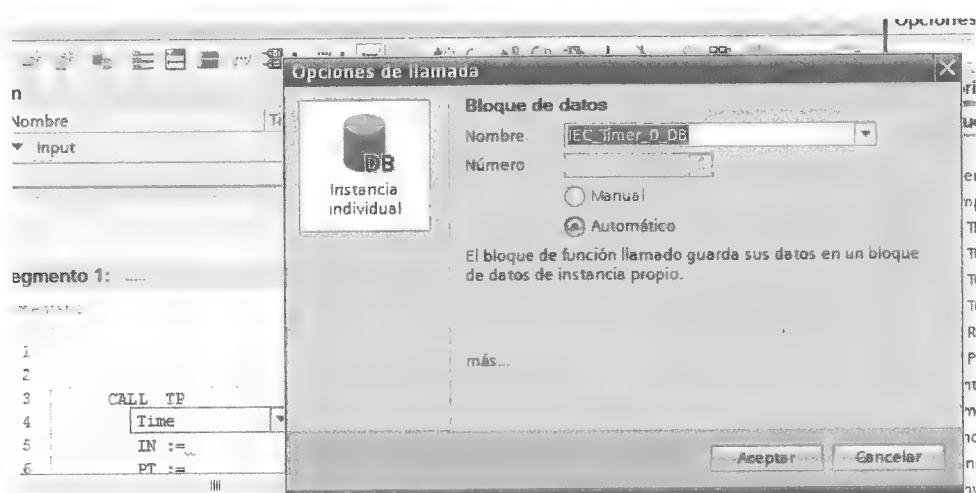 Opciones
Opciones de llamada
n
Nombre
Input
DB
Instancia
individual
Bloque de datos
Nombre.
IEC_Timer_0_DB
Número
Manual
Automático
El bloque de función llamado guarda sus datos en un bloque
de datos de instancia propio.
más...
egmento 1: .....
1
2
3 CALL TP
4 Time
5 IN :=
6 PT :=
Aceptar
Cancelar